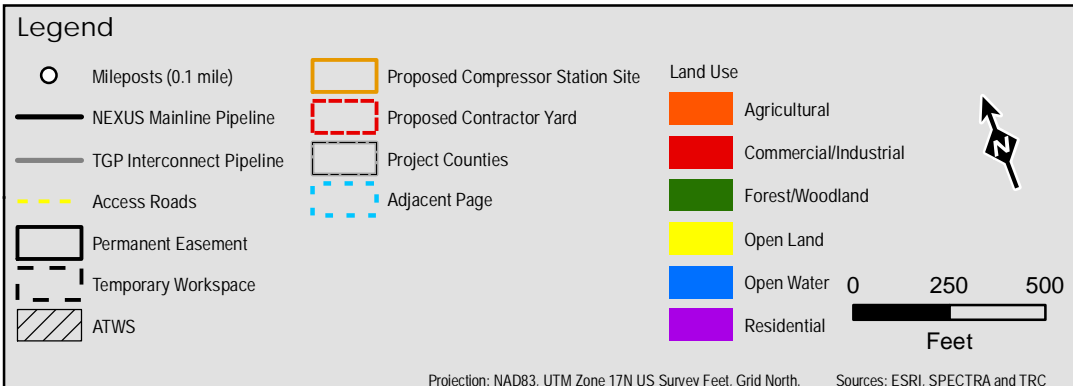 Legend
Mileposts (0.1 mile)
NEXUS Mainline Pipeline
TGP Interconnect Pipeline
Access Roads
Permanent Easement
Temporary Workspace
ATWS
Proposed Compressor Station Site
Proposed Contractor Yard
Project Counties
Adjacent Page
Land Use
Agricultural
Commercial/Industrial
Forest/Woodland
Open Land
Open Water
Residential
N
0 250 500
Feet
Projection: NAD83, UTM Zone 17N US Survey Feet, Grid North. Sources: ESRI, SPECTRA and TRC